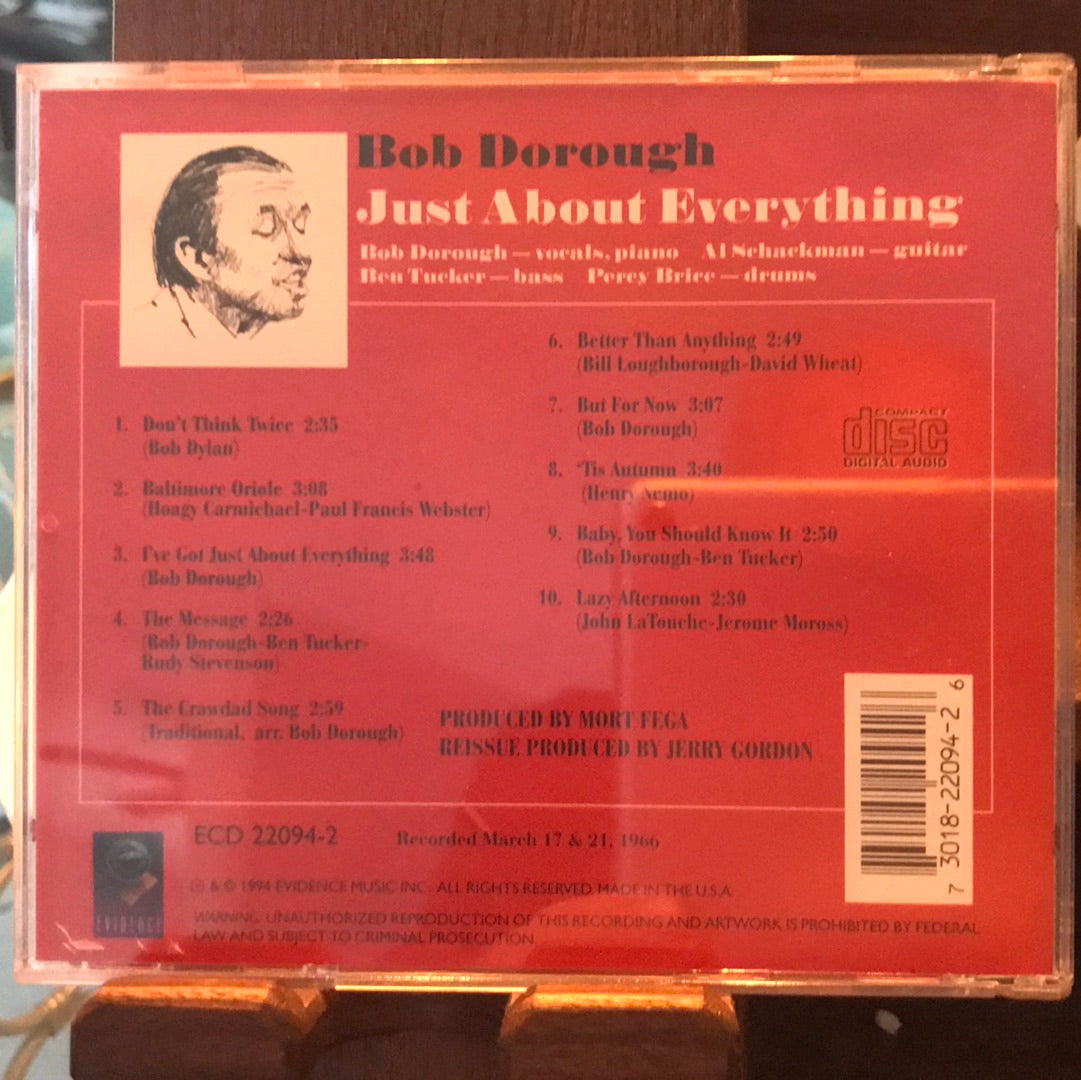 Bob Dorough
Just About Everything
Bob Dorough — vocals, piano Al Schackman — guitar
Ben Tucker — bass Percy Brice — drums
1. Don't Think Twice 2:35
(Bob Dylan)
2. Baltimore Oriole 3:08
(Hoagy Carmichael-Paul Francis Webster)
3. I've Got Just About Everything 3:48
(Bob Dorough)
4. The Message 2:26
(Bob Dorough-Ben Tucker-
Rudy Stevenson)
5. The Crawdad Song 2:59
(Traditional, arr. Bob Dorough)
6. Better Than Anything 2:49
(Bill Loughborough-David Wheat)
7. But For Now 3:07
(Bob Dorough)
8. 'Tis Autumn 3:40
(Henry Nemo)
9. Baby, You Should Know It 2:50
(Bob Dorough-Ben Tucker)
10. Lazy Afternoon 2:30
(John LaTouche-Jerome Moross)
COMPACT
disc
DIGITAL AUDIO
PRODUCED BY MORT FEGA
REISSUE PRODUCED BY JERRY GORDON
7 3018-22094-2 6
EVIDENCE
ECD 22094-2 Recorded March 17 & 21, 1966
℗ & © 1994 EVIDENCE MUSIC INC. ALL RIGHTS RESERVED. MADE IN THE U.S.A.
WARNING: UNAUTHORIZED REPRODUCTION OF THIS RECORDING AND ARTWORK IS PROHIBITED BY FEDERAL
LAW AND SUBJECT TO CRIMINAL PROSECUTION.